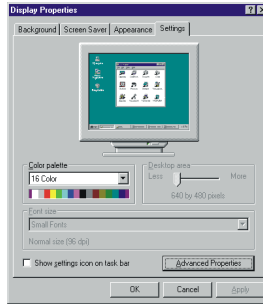 Display Properties
Background
Screen Saver
Appearance
Settings
Color palette
Desktop area
16 Color
Less
More
640 by 480 pixels
Font size
Small Fonts
Normal size (96 dpi)
Show settings icon on task bar
Advanced Properties
OK
Cancel
Apply